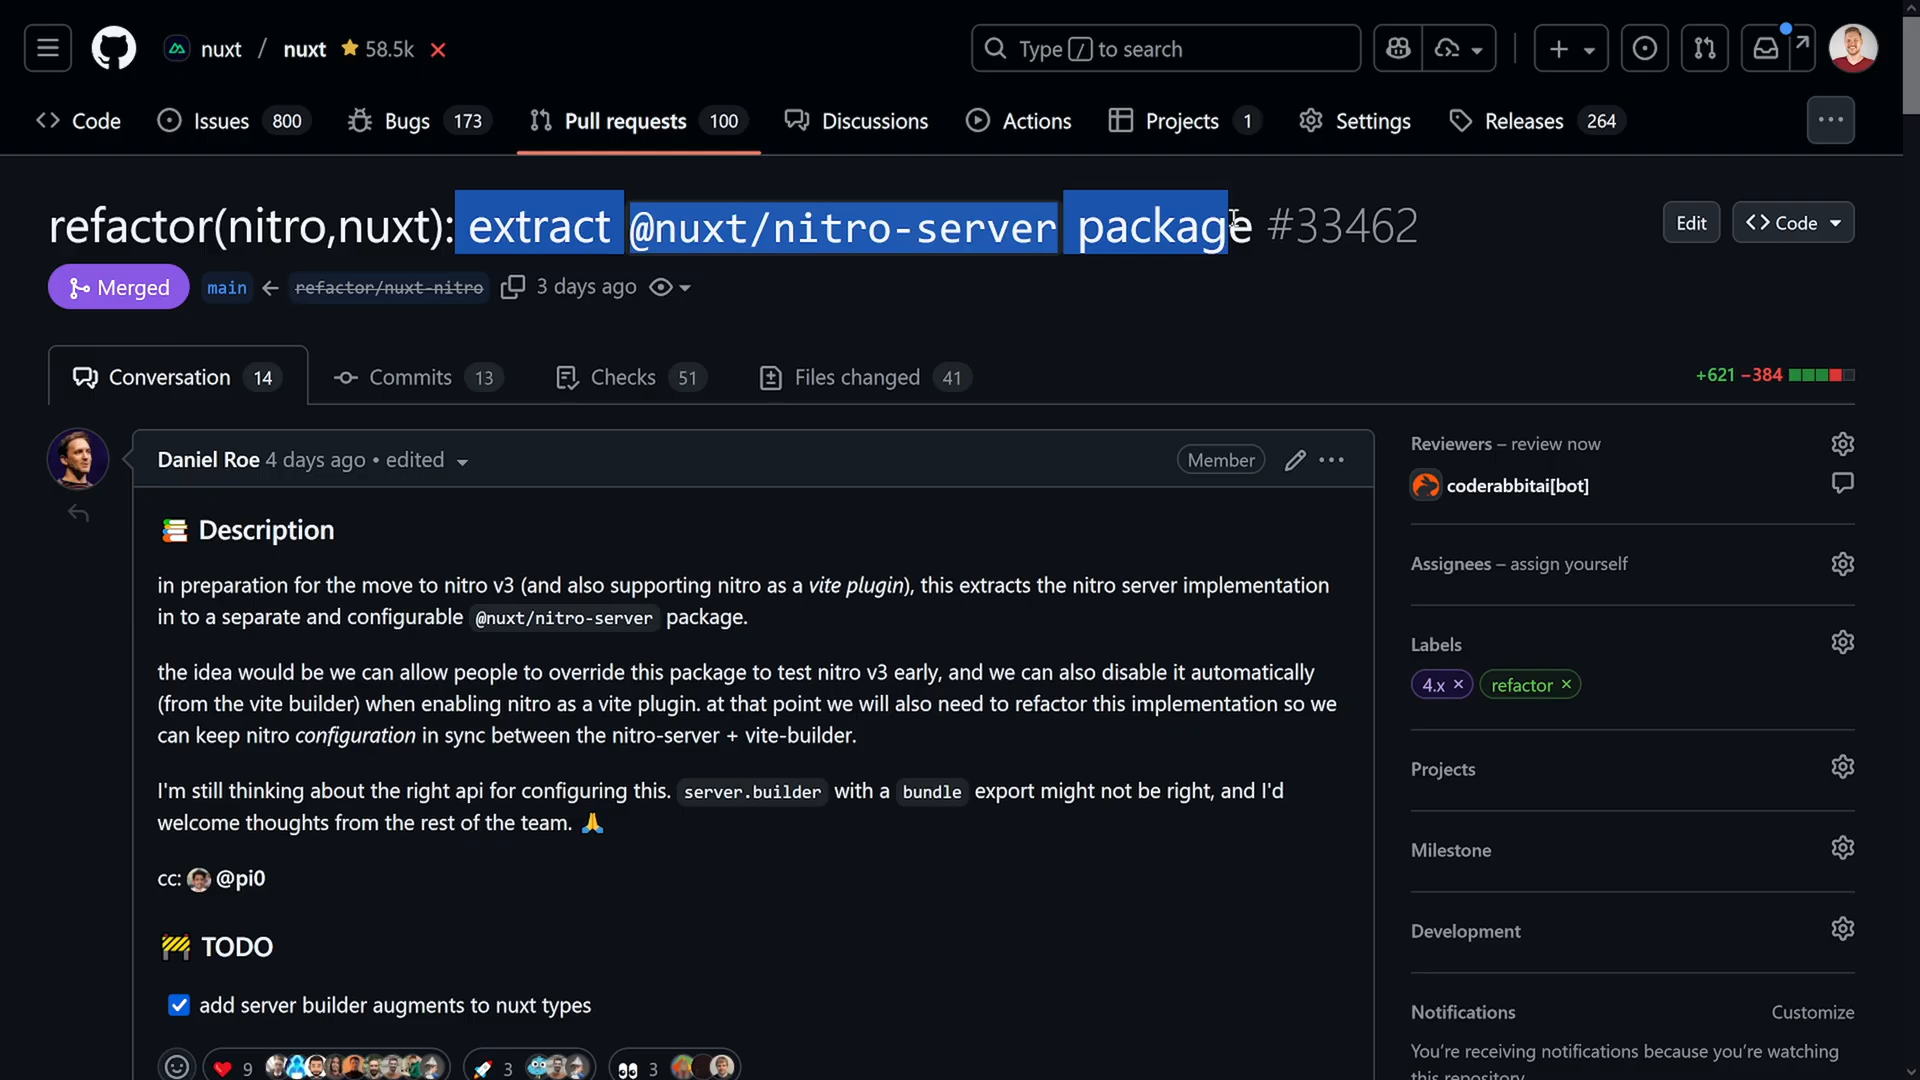 nuxt / nuxt 58.5k
Type / to search
Code
Issues 800
Bugs 173
Pull requests 100
Discussions
Actions
Projects 1
Settings
Releases 264
refactor(nitro,nuxt): extract @nuxt/nitro-server package #33462
Edit
Code
Merged
main
refactor/nuxt-nitro
3 days ago
Conversation 14
Commits 13
Checks 51
Files changed 41
+621 −384
Daniel Roe 4 days ago • edited
Member
Description
in preparation for the move to nitro v3 (and also supporting nitro as a vite plugin), this extracts the nitro server implementation
in to a separate and configurable @nuxt/nitro-server package.
the idea would be we can allow people to override this package to test nitro v3 early, and we can also disable it automatically
(from the vite builder) when enabling nitro as a vite plugin. at that point we will also need to refactor this implementation so we
can keep nitro configuration in sync between the nitro-server + vite-builder.
I'm still thinking about the right api for configuring this. server.builder with a bundle export might not be right, and I'd
welcome thoughts from the rest of the team.
cc: @pi0
TODO
add server builder augments to nuxt types
9
3
3
Reviewers – review now
coderabbitai[bot]
Assignees – assign yourself
Labels
4.x
refactor
Projects
Milestone
Development
Notifications
Customize
You're receiving notifications because you're watching
this repository.